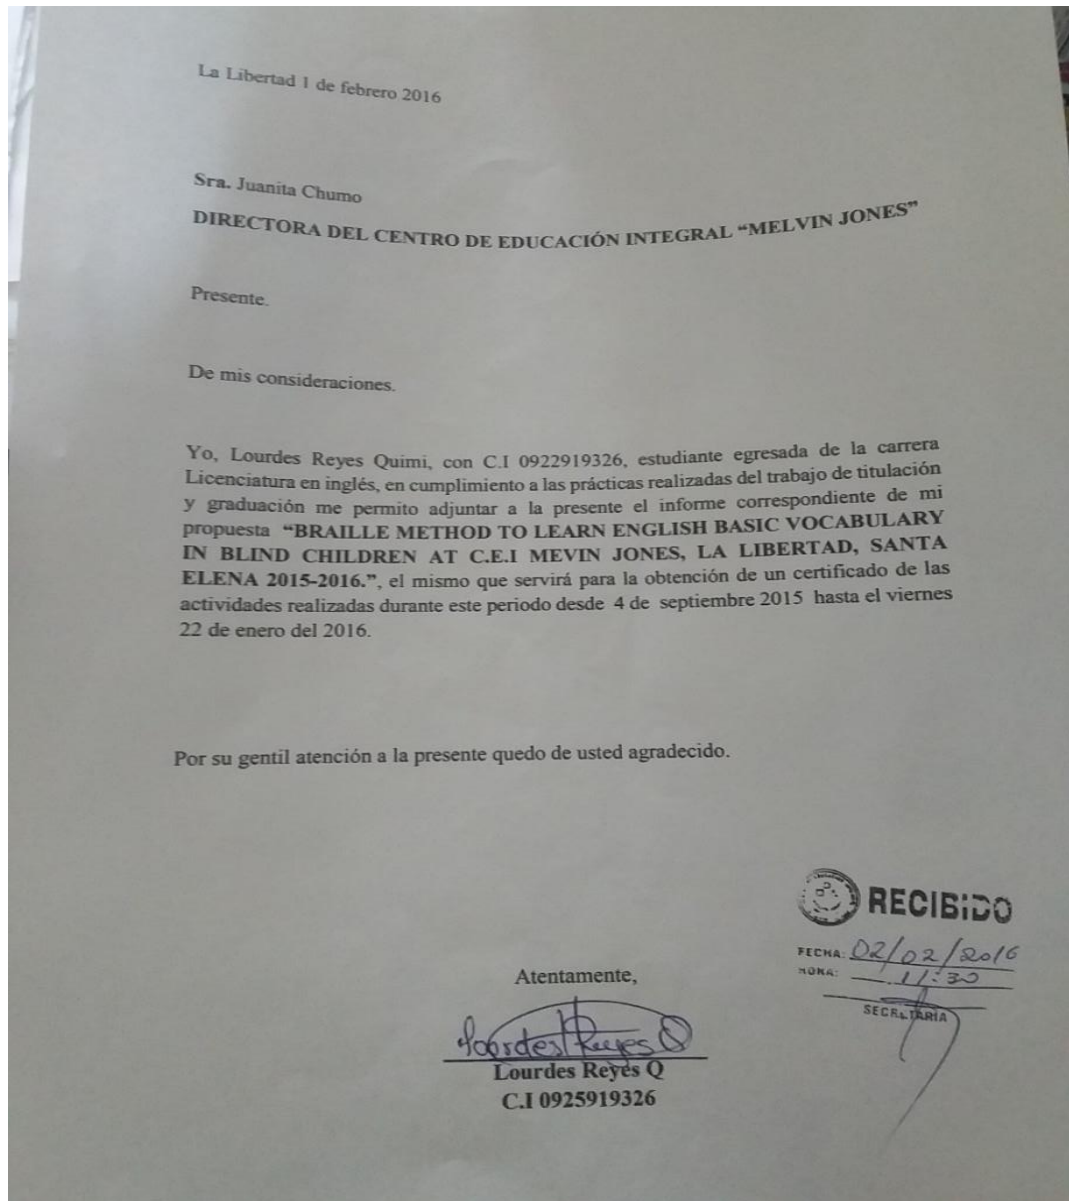 La Libertad 1 de febrero 2016
Sra. Juanita Chumo
DIRECTORA DEL CENTRO DE EDUCACIÓN INTEGRAL “MELVIN JONES”
Presente.
De mis consideraciones.
Yo, Lourdes Reyes Quimi, con C.I 0922919326, estudiante egresada de la carrera
Licenciatura en inglés, en cumplimiento a las prácticas realizadas del trabajo de titulación
y graduación me permito adjuntar a la presente el informe correspondiente de mi
propuesta “BRAILLE METHOD TO LEARN ENGLISH BASIC VOCABULARY
IN BLIND CHILDREN AT C.E.I MEVIN JONES, LA LIBERTAD, SANTA
ELENA 2015-2016.”, el mismo que servirá para la obtención de un certificado de las
actividades realizadas durante este periodo desde 4 de septiembre 2015 hasta el viernes
22 de enero del 2016.
Por su gentil atención a la presente quedo de usted agradecido.
RECIBIDO
FECHA: 02/02/2016
HORA: 11:30
SECRETARIA
Atentamente,
Lourdes Reyes Q
Lourdes Reyes Q
C.I 0925919326